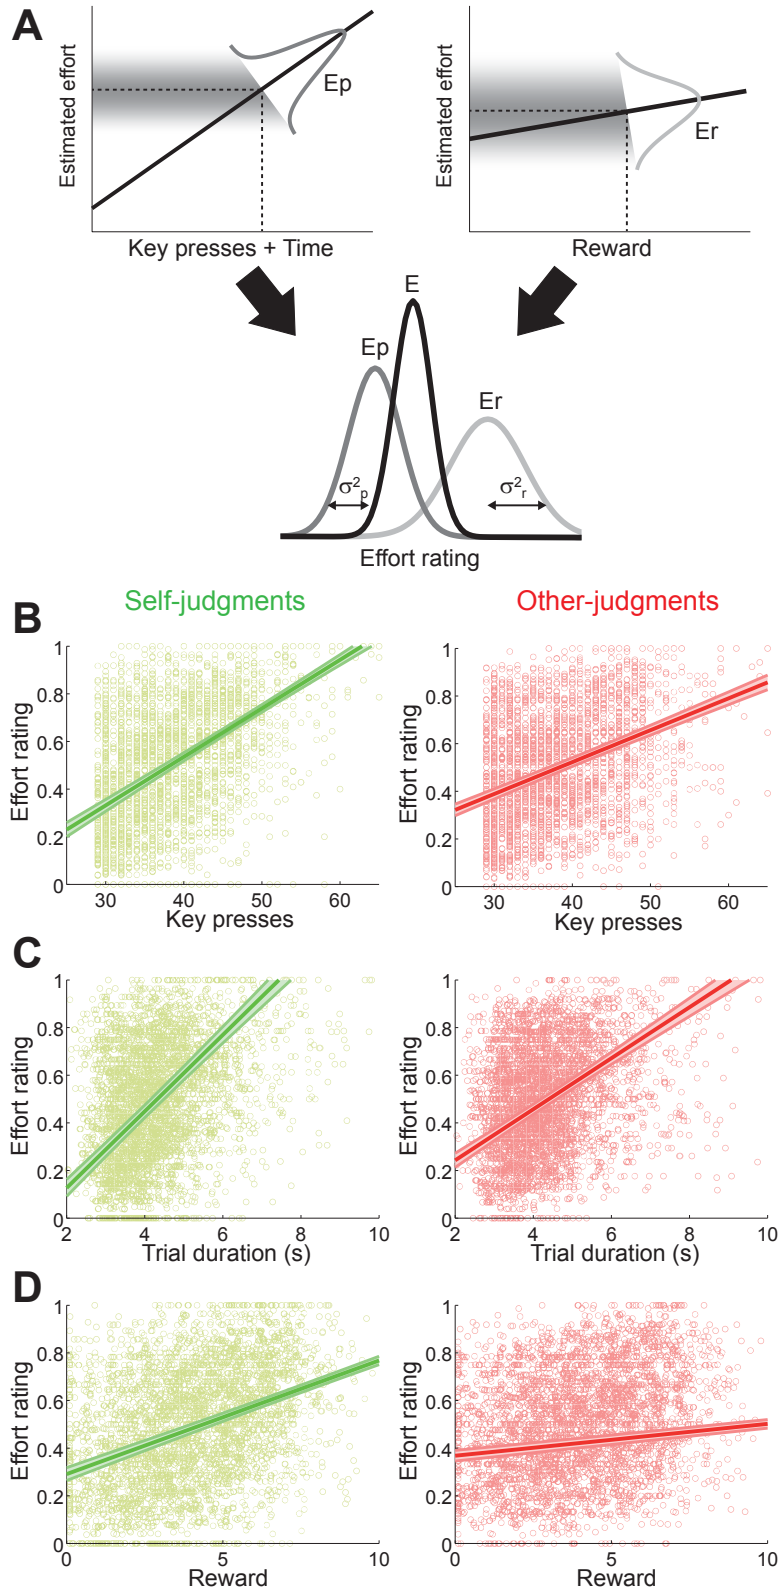 A
Estimated effort
Ep
Key presses + Time
Estimated effort
Er
Reward
E
Ep
Er
σ²p
σ²r
Effort rating
Self-judgments
Other-judgments
B
Effort rating
1
0.8
0.6
0.4
0.2
0
30 40 50 60
Key presses
Effort rating
1
0.8
0.6
0.4
0.2
0
30 40 50 60
Key presses
C
Effort rating
1
0.8
0.6
0.4
0.2
0
2 4 6 8 10
Trial duration (s)
Effort rating
1
0.8
0.6
0.4
0.2
0
2 4 6 8 10
Trial duration (s)
D
Effort rating
1
0.8
0.6
0.4
0.2
0
0 5 10
Reward
Effort rating
1
0.8
0.6
0.4
0.2
0
0 5 10
Reward